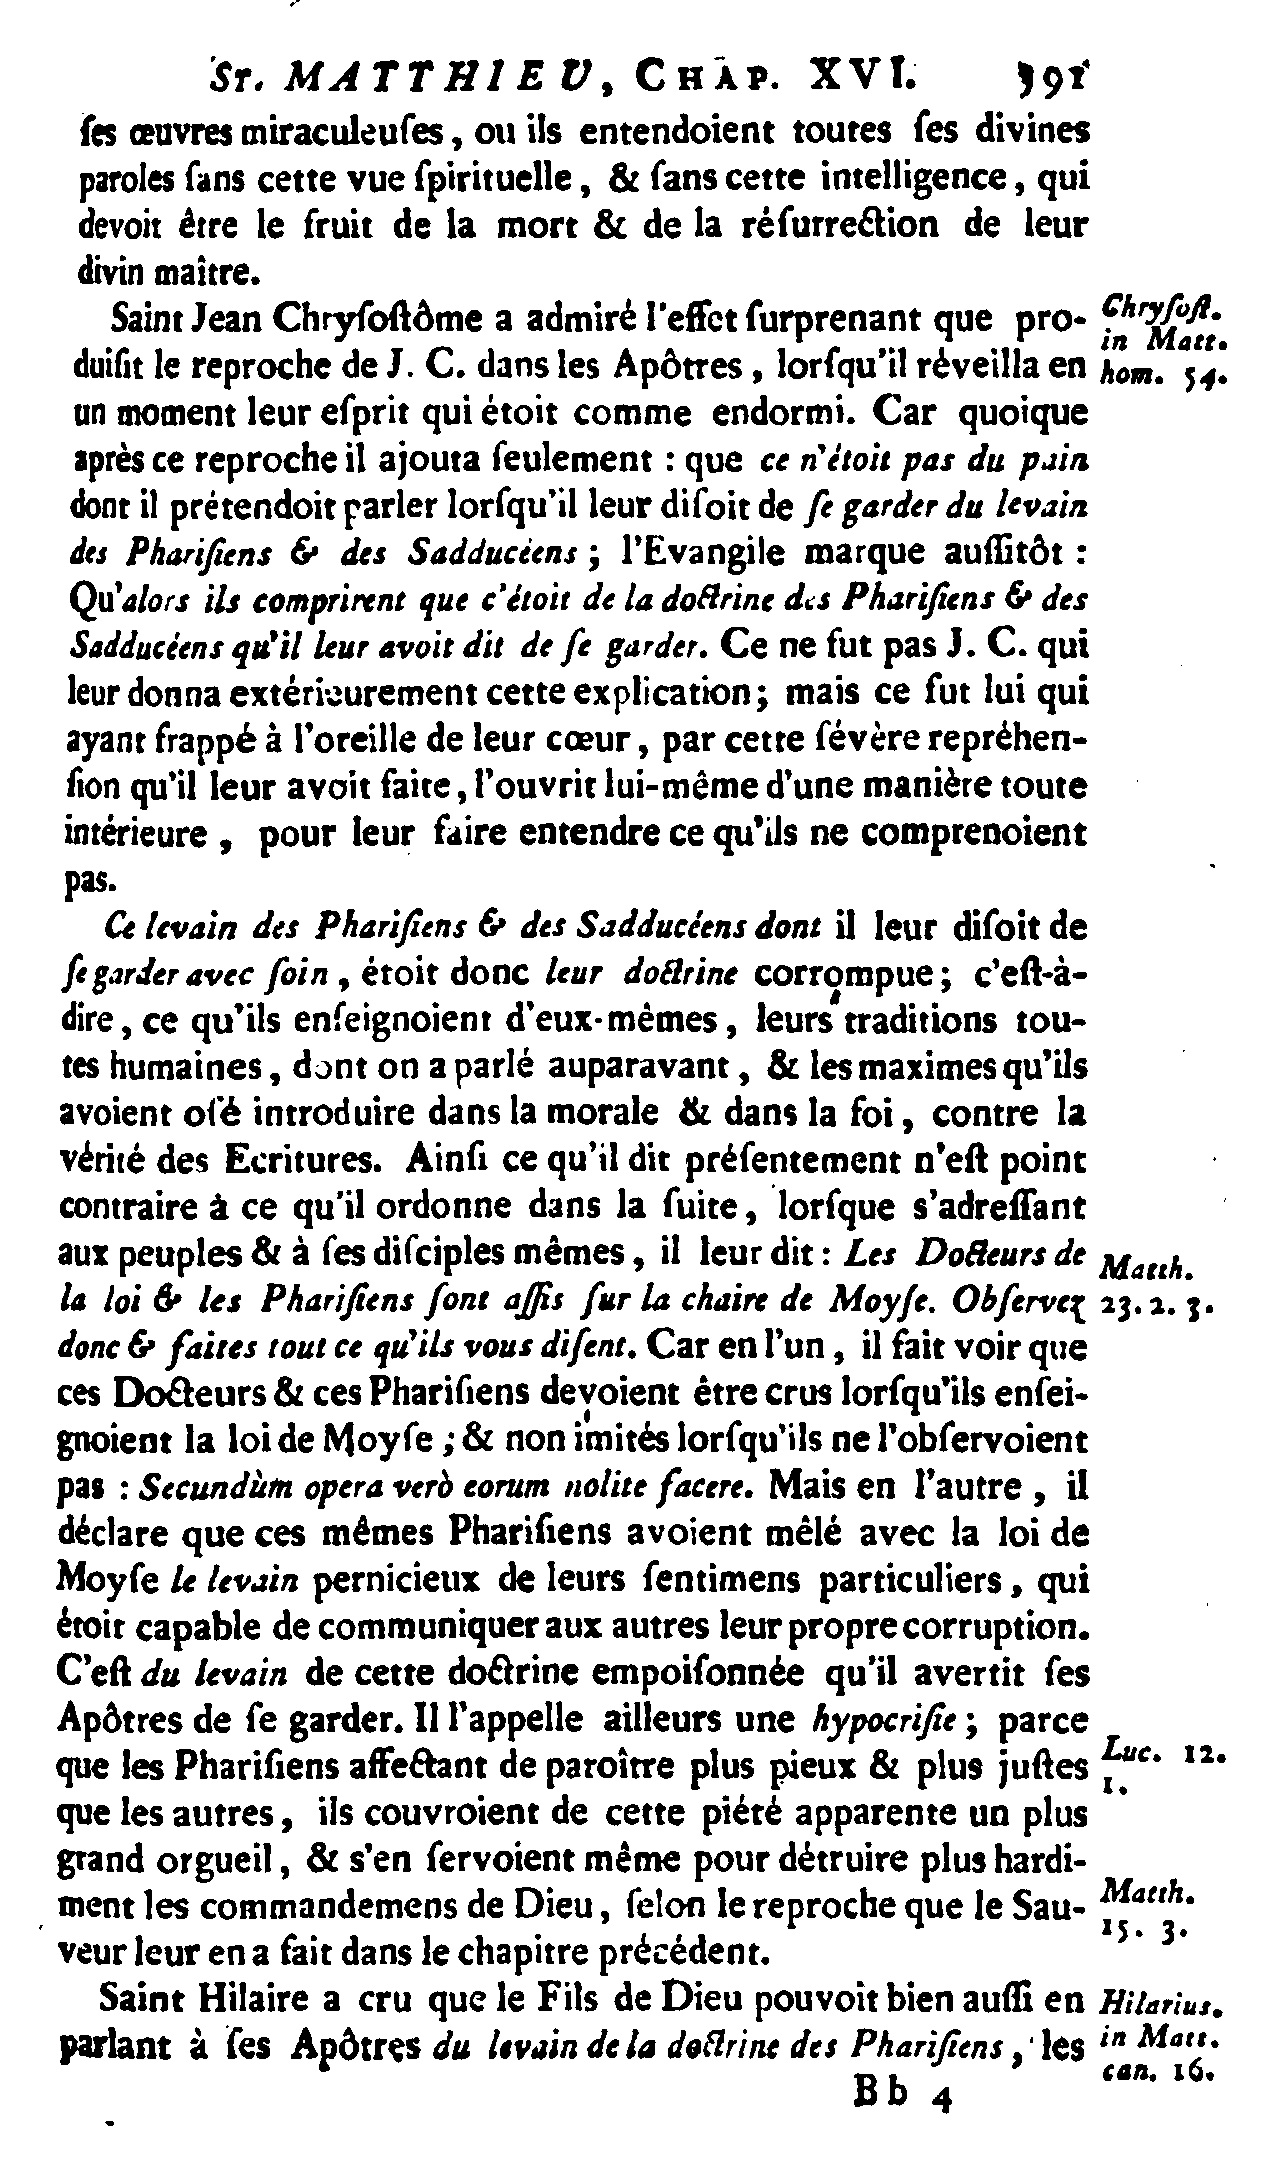 St. MATTHIEU, CHAP. XVI. 391
ſes œuvres miraculeuſes, ou ils entendoient toutes ſes divines
paroles ſans cette vue ſpirituelle, & ſans cette intelligence, qui
devoit être le fruit de la mort & de la réſurrection de leur
divin maître.
Saint Jean Chryſoſtôme a admiré l'effet ſurprenant que pro-
Chryſoſt.
in Matt.
hom. 54.
duiſit le reproche de J. C. dans les Apôtres, lorſqu'il réveilla en
un moment leur eſprit qui étoit comme endormi. Car quoique
après ce reproche il ajouta ſeulement : que ce n'étoit pas du pain
dont il prétendoit parler lorſqu'il leur diſoit de ſe garder du levain
des Phariſiens & des Sadducéens ; l'Evangile marque auſſitôt :
Qu'alors ils comprirent que c'étoit de la doctrine des Phariſiens & des
Sadducéens qu'il leur avoit dit de ſe garder. Ce ne fut pas J. C. qui
leur donna extérieurement cette explication ; mais ce fut lui qui
ayant frappé à l'oreille de leur cœur, par cette ſévère repréhen-
ſion qu'il leur avoit faite, l'ouvrit lui-même d'une manière toute
intérieure, pour leur faire entendre ce qu'ils ne comprenoient
pas.
Ce levain des Phariſiens & des Sadducéens dont il leur diſoit de
ſe garder avec ſoin, étoit donc leur doctrine corrompue ; c'eſt-à-
dire, ce qu'ils enſeignoient d'eux-mêmes, leurs traditions tou-
tes humaines, dont on a parlé auparavant, & les maximes qu'ils
avoient oſé introduire dans la morale & dans la foi, contre la
vérité des Ecritures. Ainſi ce qu'il dit préſentement n'eſt point
contraire à ce qu'il ordonne dans la ſuite, lorſque s'adreſſant
aux peuples & à ſes diſciples mêmes, il leur dit : Les Docteurs de
la loi & les Phariſiens ſont aſſis ſur la chaire de Moyſe. Obſervez
Matth.
23. 2. 3.
donc & faites tout ce qu'ils vous diſent. Car en l'un, il fait voir que
ces Docteurs & ces Phariſiens devoient être crus lorſqu'ils enſei-
gnoient la loi de Moyſe ; & non imités lorſqu'ils ne l'obſervoient
pas : Secundùm opera verò eorum nolite facere. Mais en l'autre, il
déclare que ces mêmes Phariſiens avoient mêlé avec la loi de
Moyſe le levain pernicieux de leurs ſentimens particuliers, qui
étoit capable de communiquer aux autres leur propre corruption.
C'eſt du levain de cette doctrine empoiſonnée qu'il avertit ſes
Apôtres de ſe garder. Il l'appelle ailleurs une hypocriſie ; parce
que les Phariſiens affectant de paroître plus pieux & plus juſtes
Luc. 12.
1.
que les autres, ils couvroient de cette piété apparente un plus
grand orgueil, & s'en ſervoient même pour détruire plus hardi-
ment les commandemens de Dieu, ſelon le reproche que le Sau-
Matth.
15. 3.
veur leur en a fait dans le chapitre précédent.
Saint Hilaire a cru que le Fils de Dieu pouvoit bien auſſi en
parlant à ſes Apôtres du levain de la doctrine des Phariſiens, les
Hilarius.
in Matt.
can. 16.
Bb 4